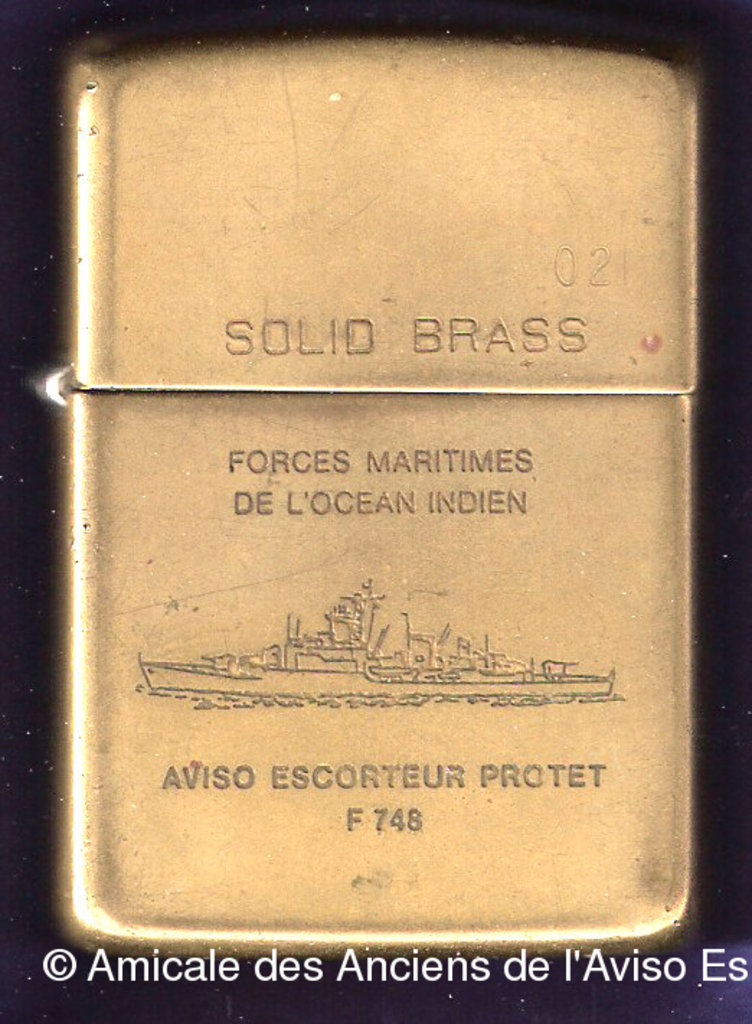 021
SOLID BRASS
FORCES MARITIMES
DE L'OCEAN INDIEN
AVISO ESCORTEUR PROTET
F 748
© Amicale des Anciens de l'Aviso Es